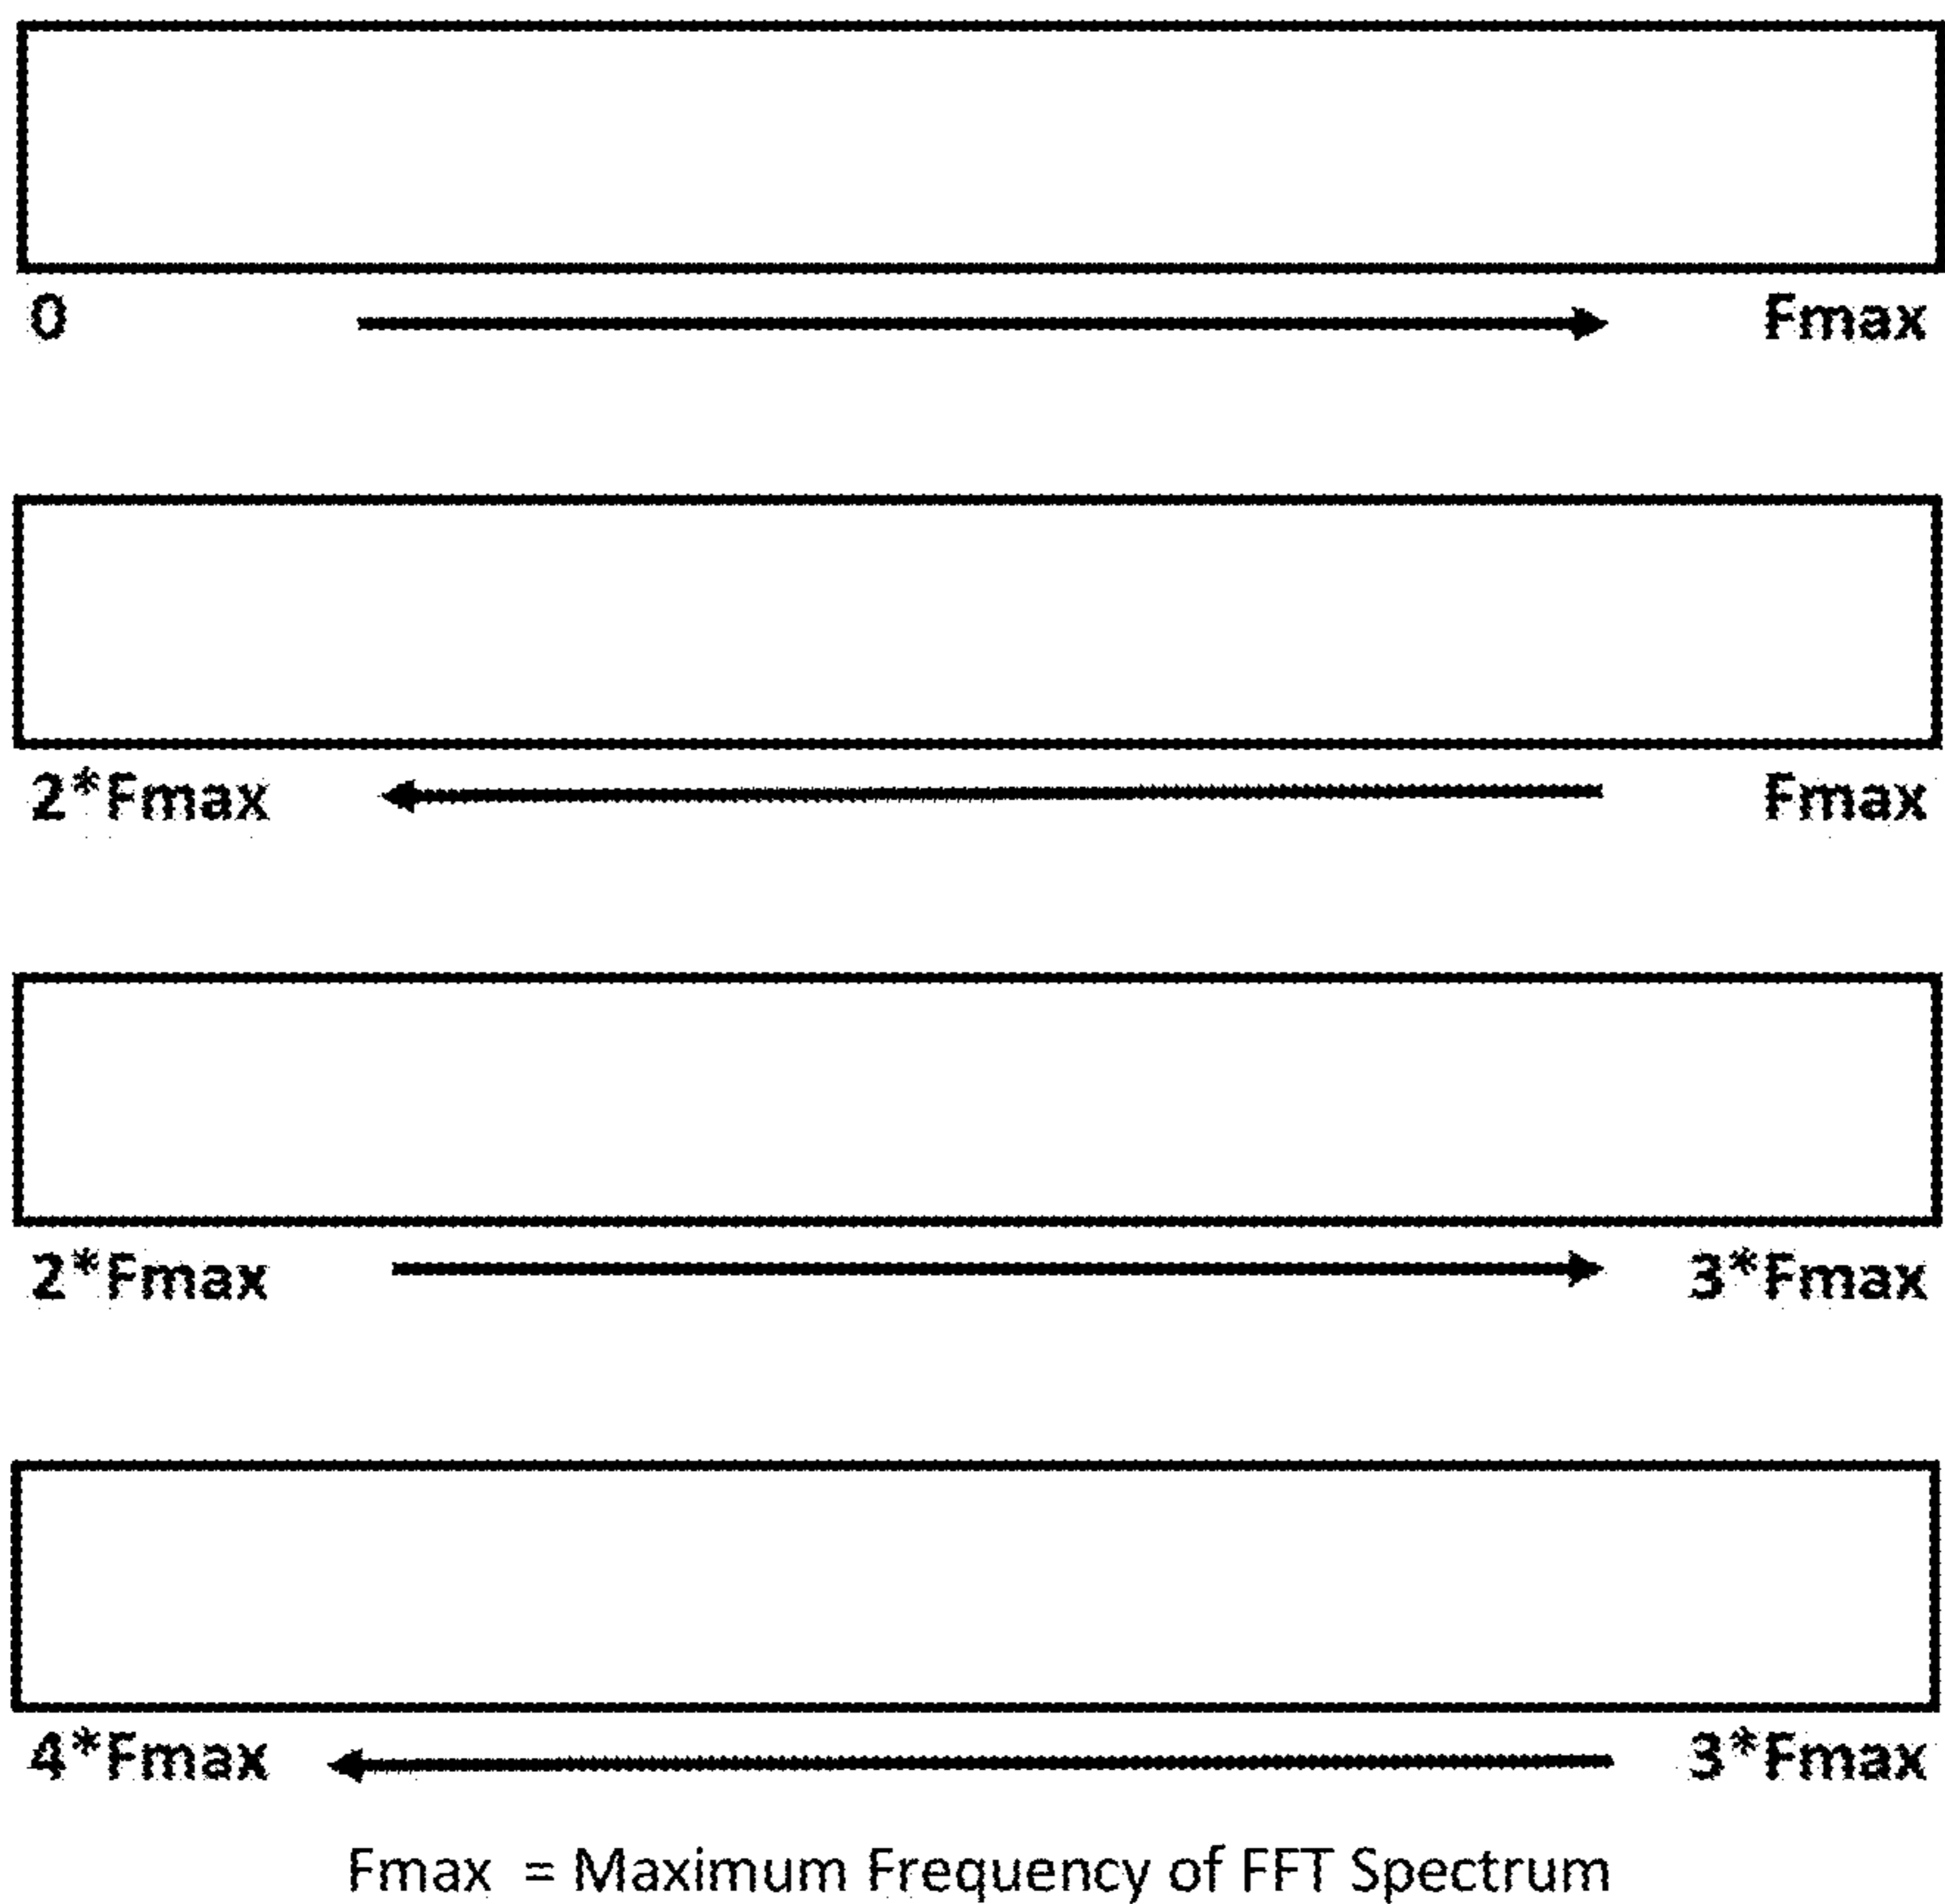 0 Fmax
2*Fmax Fmax
2*Fmax 3*Fmax
4*Fmax 3*Fmax
Fmax = Maximum Frequency of FFT Spectrum